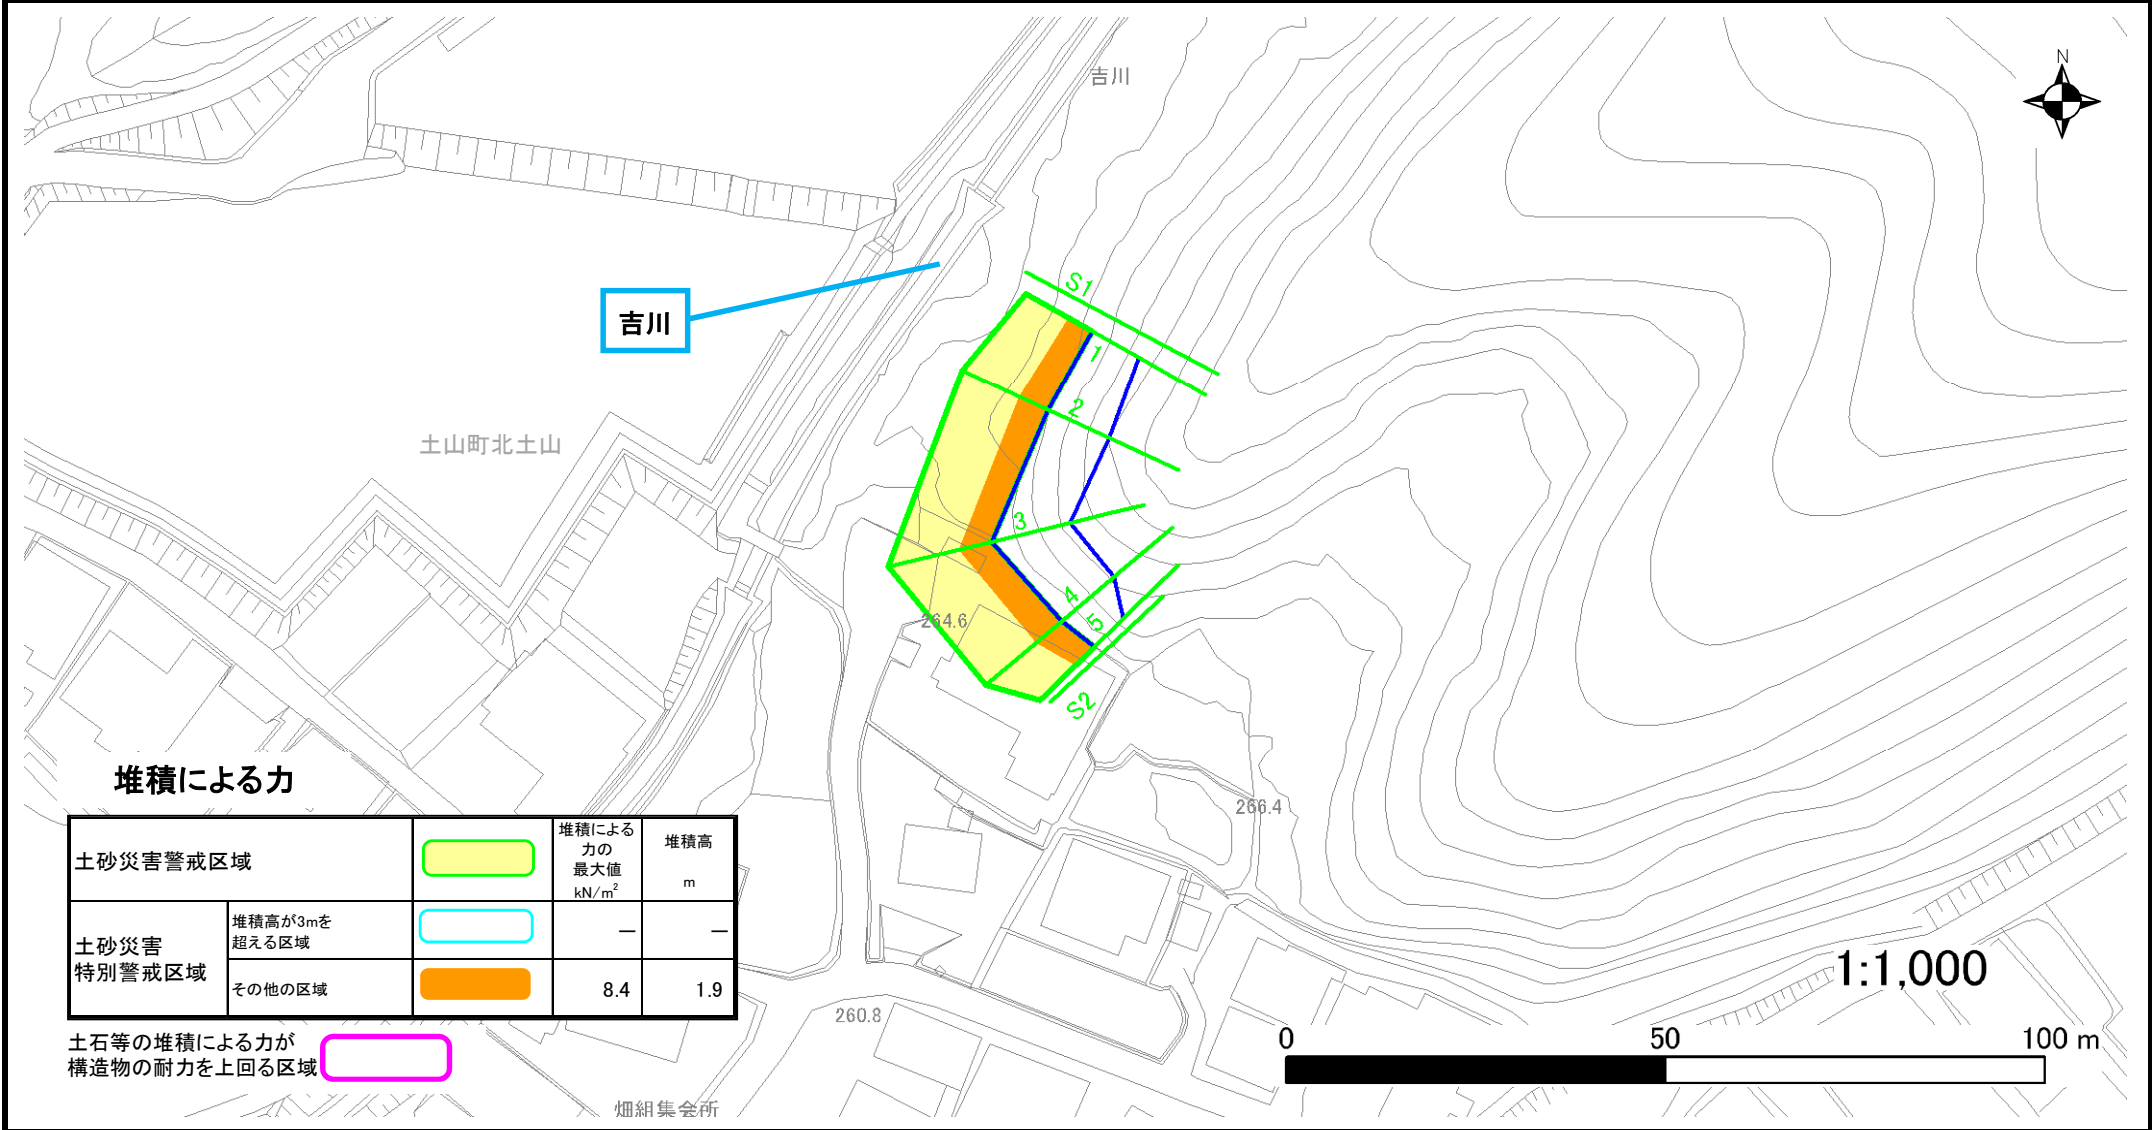 吉川
N
S1
吉川
1
2
土山町北土山
3
4
5
264.6
S2
堆積による力
266.4
土砂災害警戒区域
堆積による
力の
最大値
kN/m²
堆積高
m
土砂災害
特別警戒区域
堆積高が3mを
超える区域
―
―
その他の区域
8.4
1.9
1:1,000
260.8
土石等の堆積による力が
構造物の耐力を上回る区域
0
50
100 m
畑組集会所